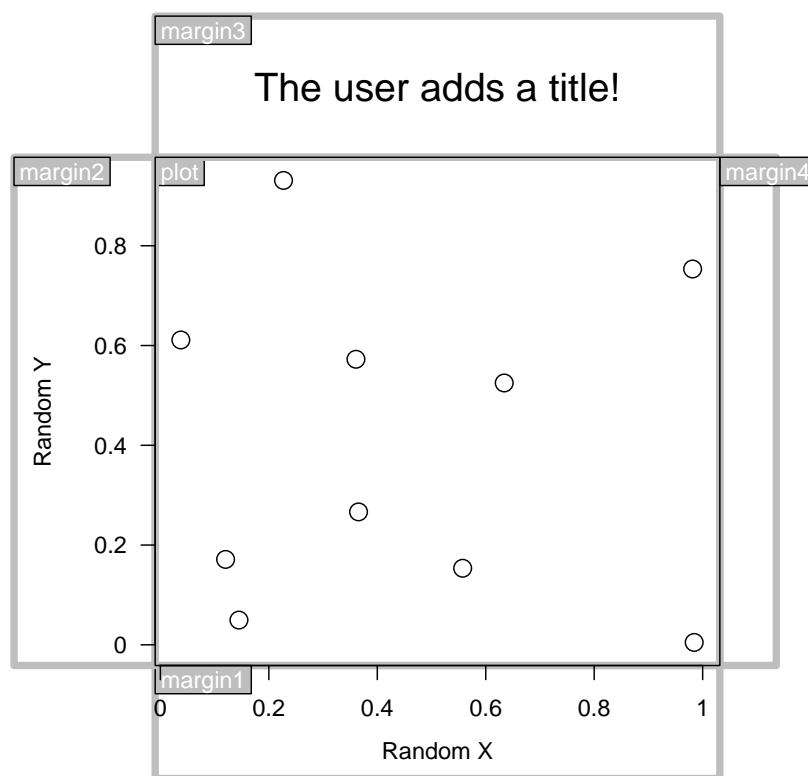 margin3
The user adds a title!
margin2
plot
margin4
0.8
0.6
0.4
0.2
0
Random Y
margin1
0 0.2 0.4 0.6 0.8 1
Random X